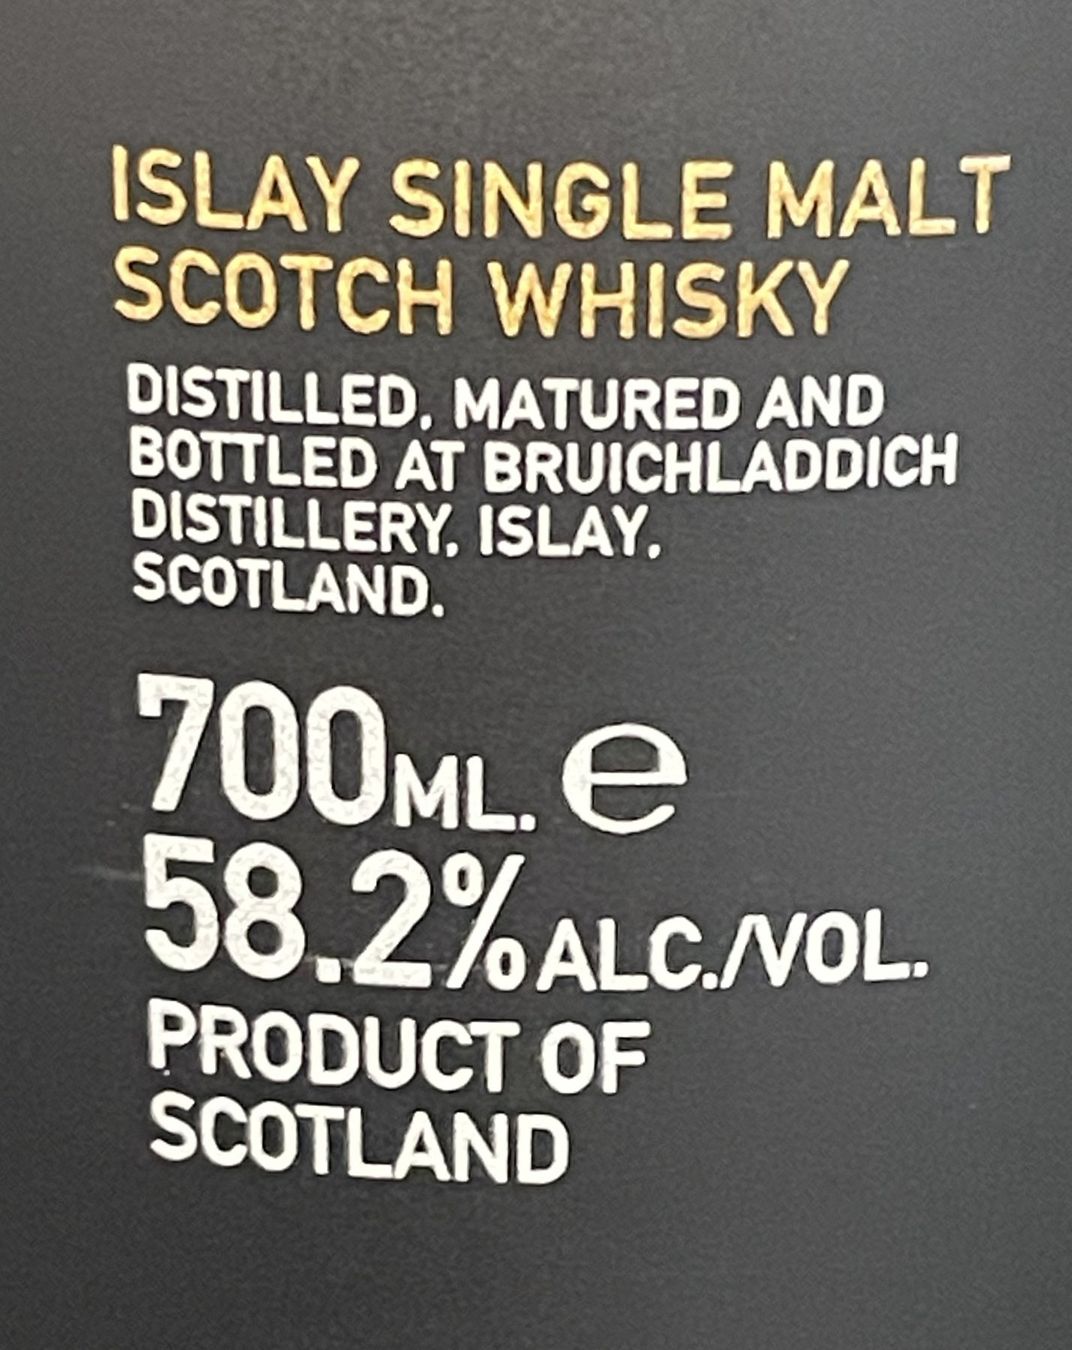 ISLAY SINGLE MALT
SCOTCH WHISKY
DISTILLED, MATURED AND
BOTTLED AT BRUICHLADDICH
DISTILLERY, ISLAY,
SCOTLAND.
700ML. e
58.2% ALC./VOL.
PRODUCT OF
SCOTLAND